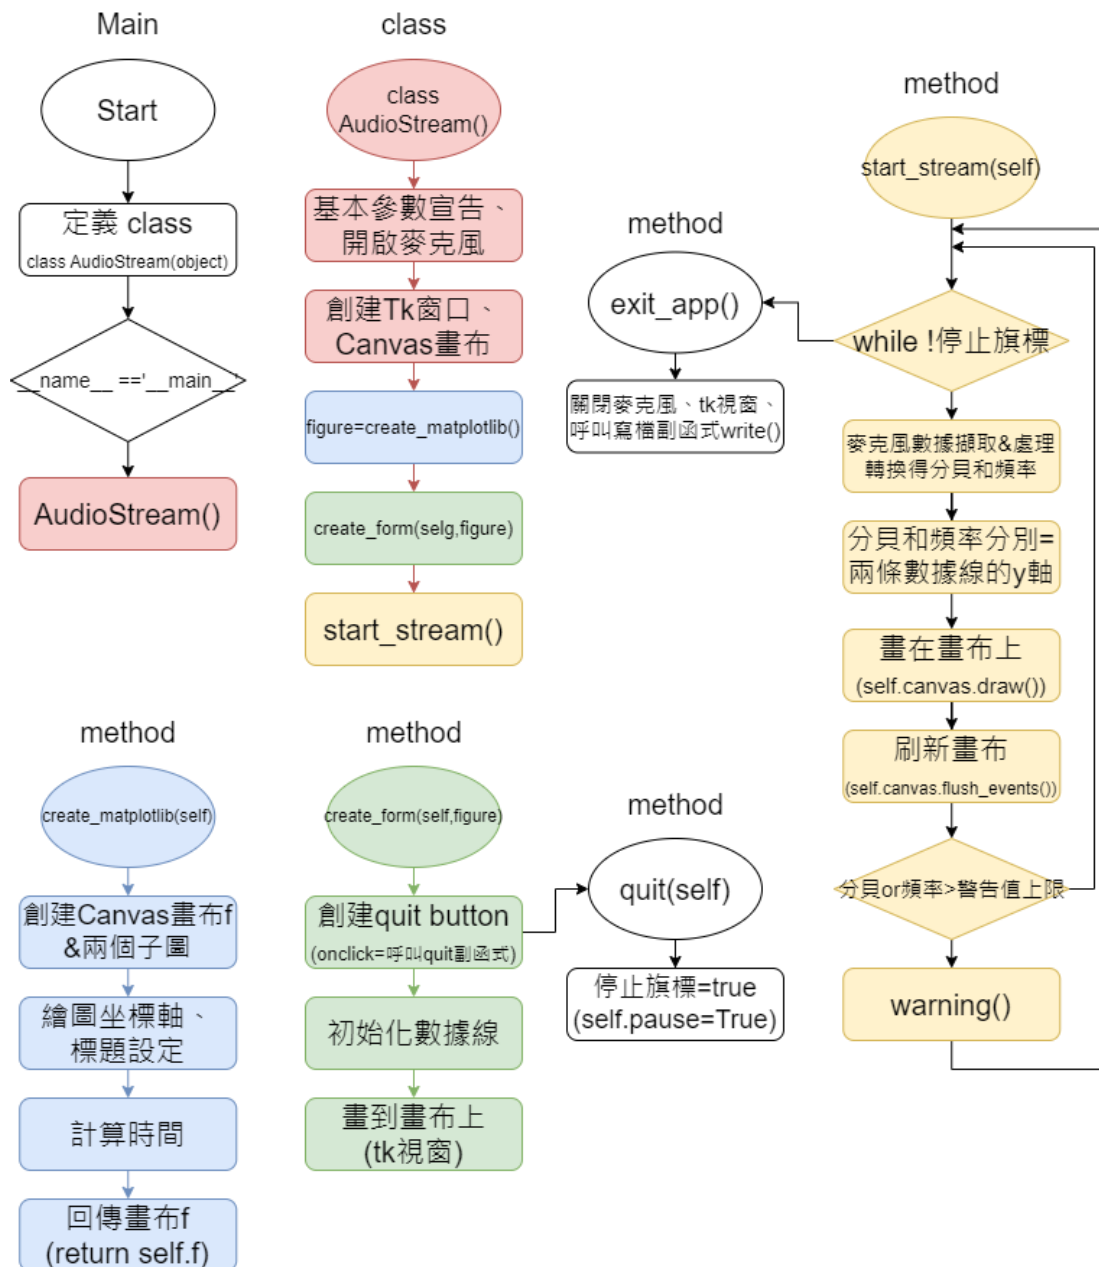 Main
Start
定義 class
class AudioStream(object)
__name__ =='__main__'
AudioStream()
class
class
AudioStream()
基本參數宣告、
開啟麥克風
創建Tk窗口、
Canvas畫布
figure=create_matplotlib()
create_form(selg,figure)
start_stream()
method
exit_app()
關閉麥克風、tk視窗、
呼叫寫檔副函式write()
method
start_stream(self)
while !停止旗標
麥克風數據擷取&處理
轉換得分貝和頻率
分貝和頻率分別=
兩條數據線的y軸
畫在畫布上
(self.canvas.draw())
刷新畫布
(self.canvas.flush_events())
分貝or頻率>警告值上限
warning()
method
create_matplotlib(self)
創建Canvas畫布f
&兩個子圖
繪圖坐標軸、
標題設定
計算時間
回傳畫布f
(return self.f)
method
create_form(self,figure)
創建quit button
(onclick=呼叫quit副函式)
初始化數據線
畫到畫布上
(tk視窗)
method
quit(self)
停止旗標=true
(self.pause=True)